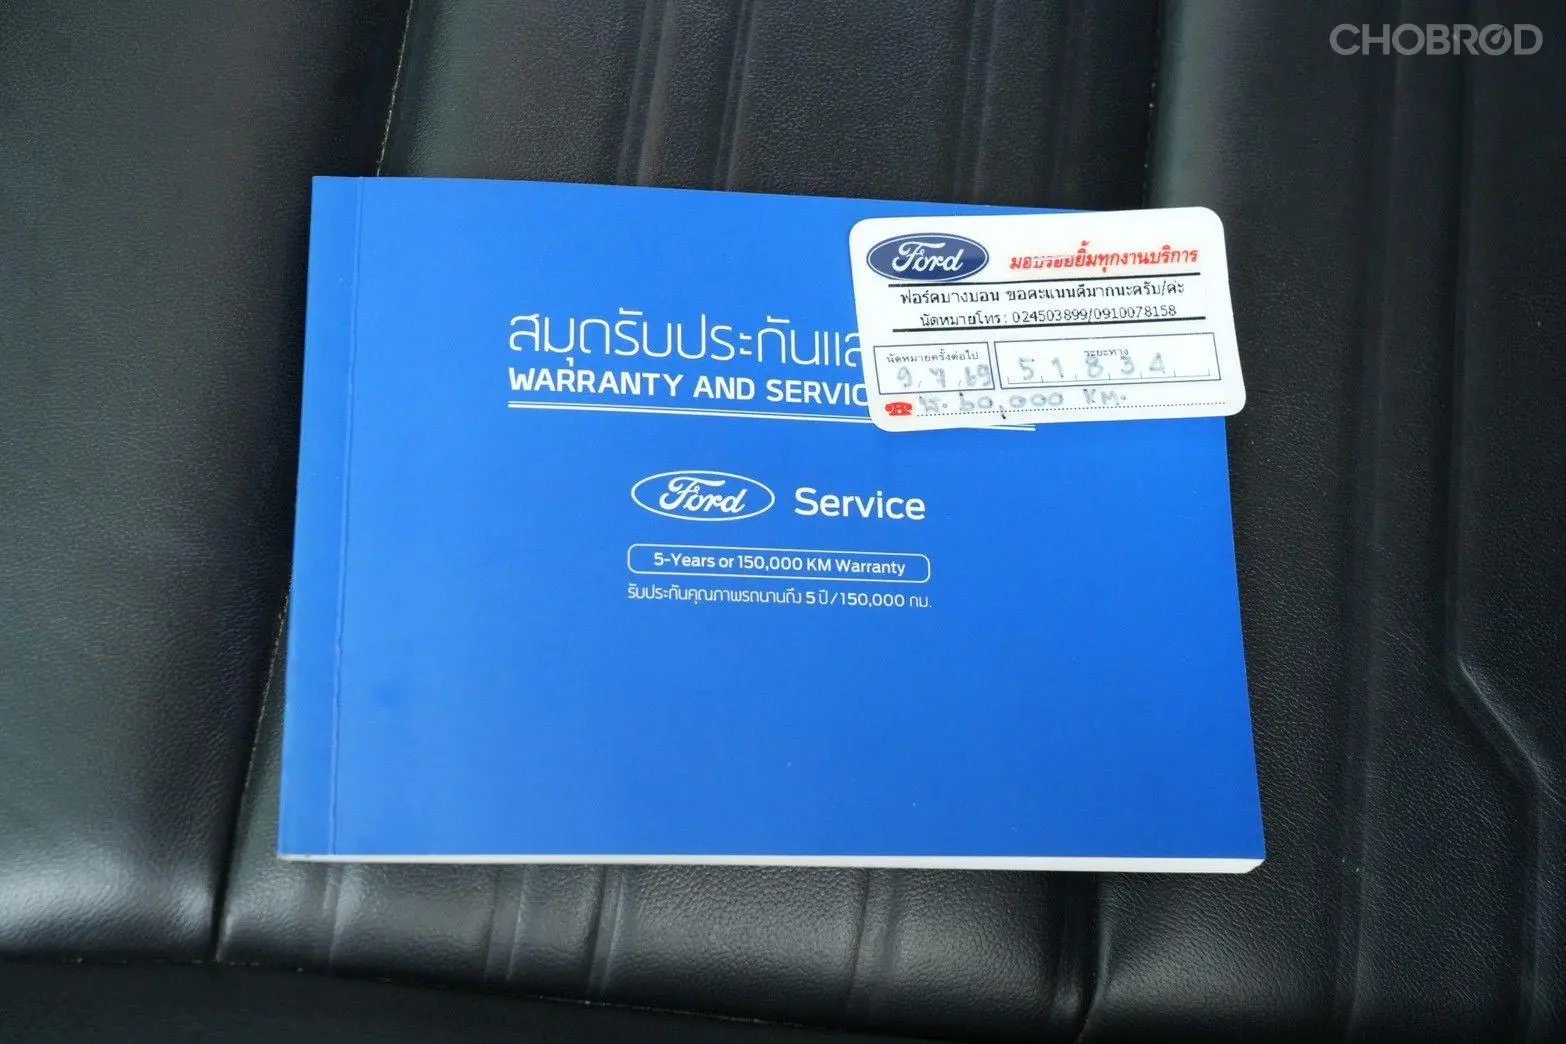 CHOBROD
Ford มอบรอยยิ้มทุกงานบริการ
ฟอร์ดบางบอน ขอคะแนนดีมากนะครับ/ค่ะ
นัดหมายโทร: 024503899/0910078158
นัดหมายครั้งต่อไป ระยะทาง
9, 7, 69 5 1 8 3 4
60,000 KM.
สมุดรับประกันและ
WARRANTY AND SERVIC
Ford Service
5-Years or 150,000 KM Warranty
รับประกันคุณภาพรถนานถึง 5 ปี/150,000 กม.